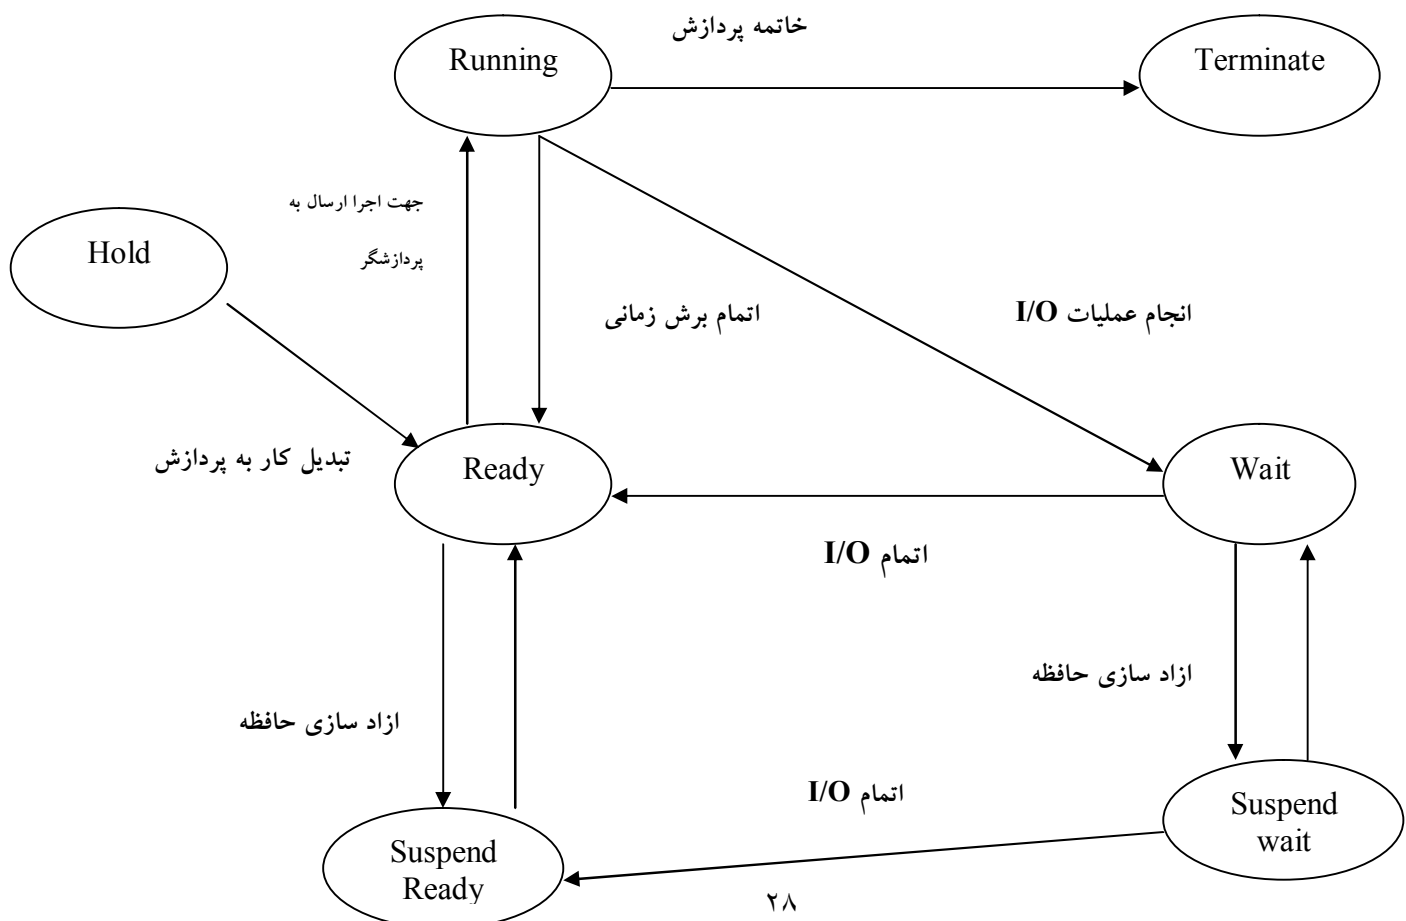 خاتمه پردازش
Running
Terminate
جهت اجرا ارسال به
پردازشگر
Hold
اتمام برش زمانی
انجام عملیات I/O
تبدیل کار به پردازش
Ready
Wait
اتمام I/O
ازاد سازی حافظه
ازاد سازی حافظه
اتمام I/O
Suspend
wait
Suspend
Ready
۲۸